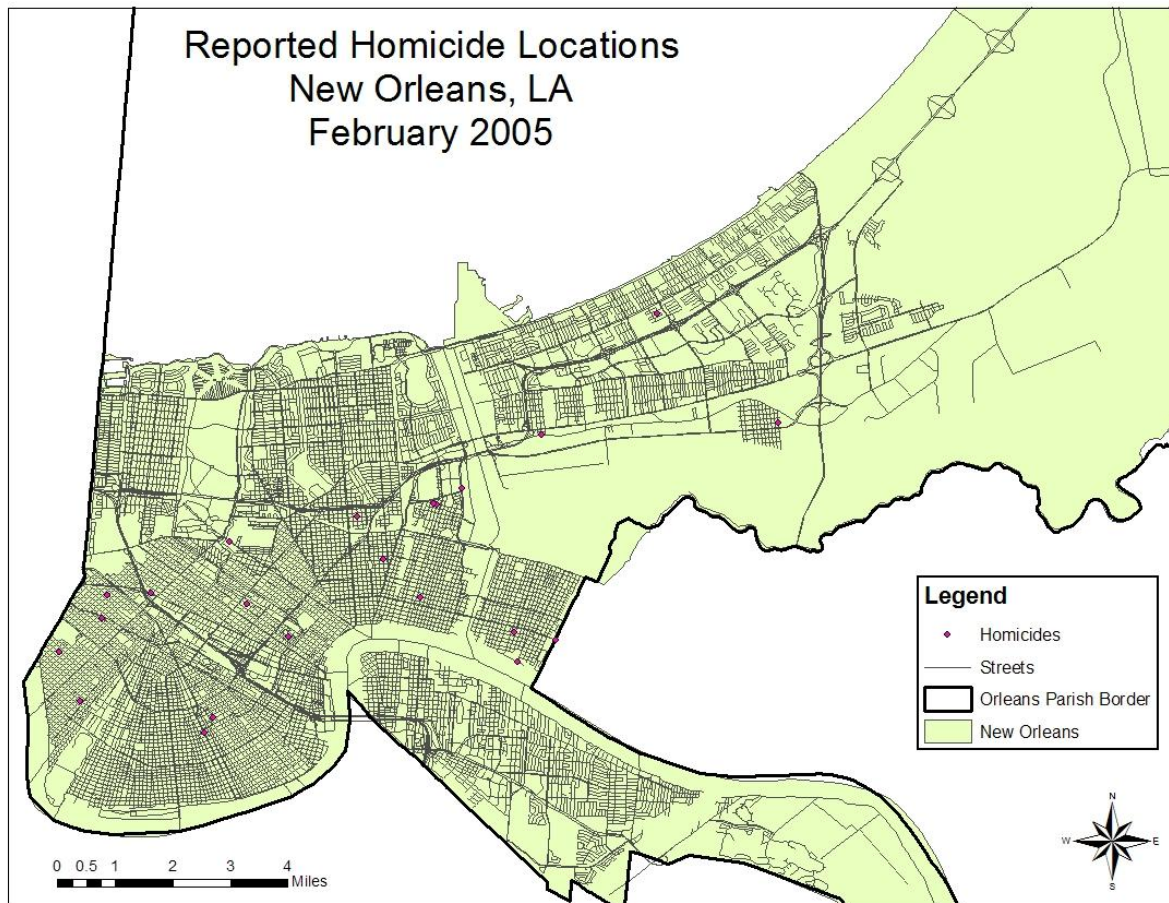 Reported Homicide Locations
New Orleans, LA
February 2005
Legend
Homicides
Streets
Orleans Parish Border
New Orleans
N
W E
S
0 0.5 1 2 3 4
Miles